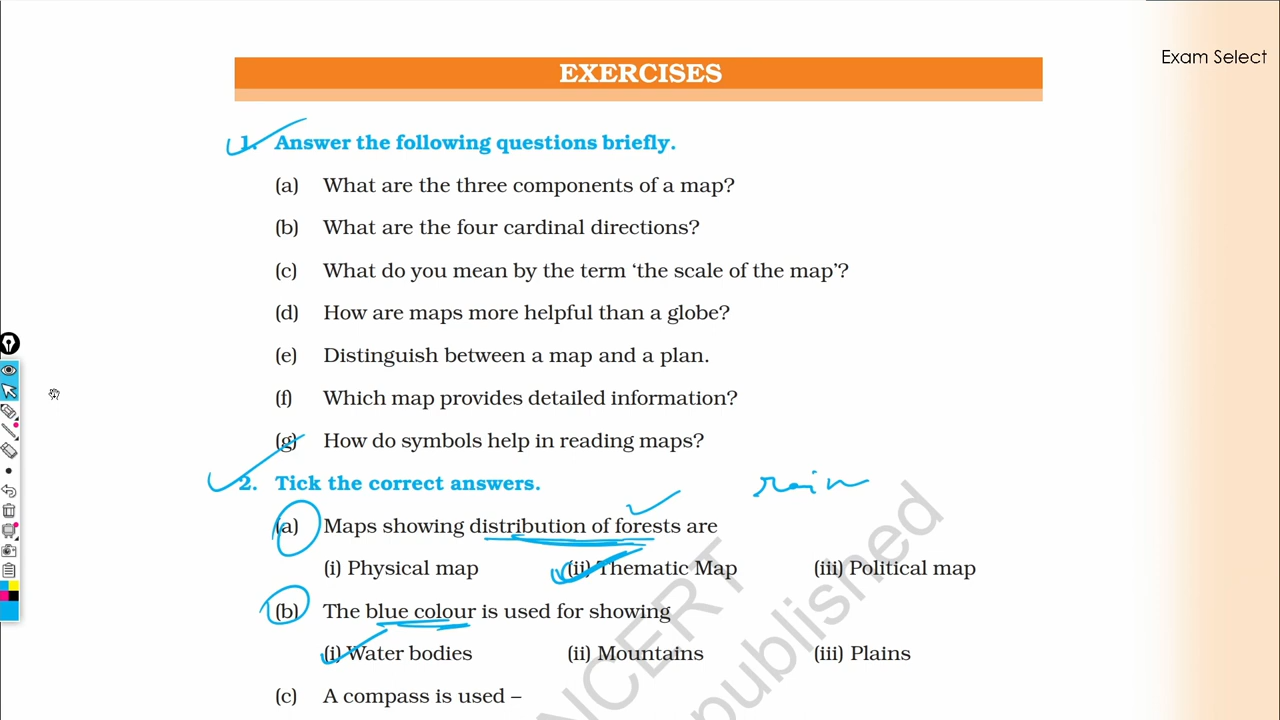 Exam Select
EXERCISES
1. Answer the following questions briefly.
(a) What are the three components of a map?
(b) What are the four cardinal directions?
(c) What do you mean by the term ‘the scale of the map’?
(d) How are maps more helpful than a globe?
(e) Distinguish between a map and a plan.
(f) Which map provides detailed information?
(g) How do symbols help in reading maps?
2. Tick the correct answers.
rain
(a) Maps showing distribution of forests are
(i) Physical map (ii) Thematic Map (iii) Political map
(b) The blue colour is used for showing
(i) Water bodies (ii) Mountains (iii) Plains
(c) A compass is used –
NCERT
published